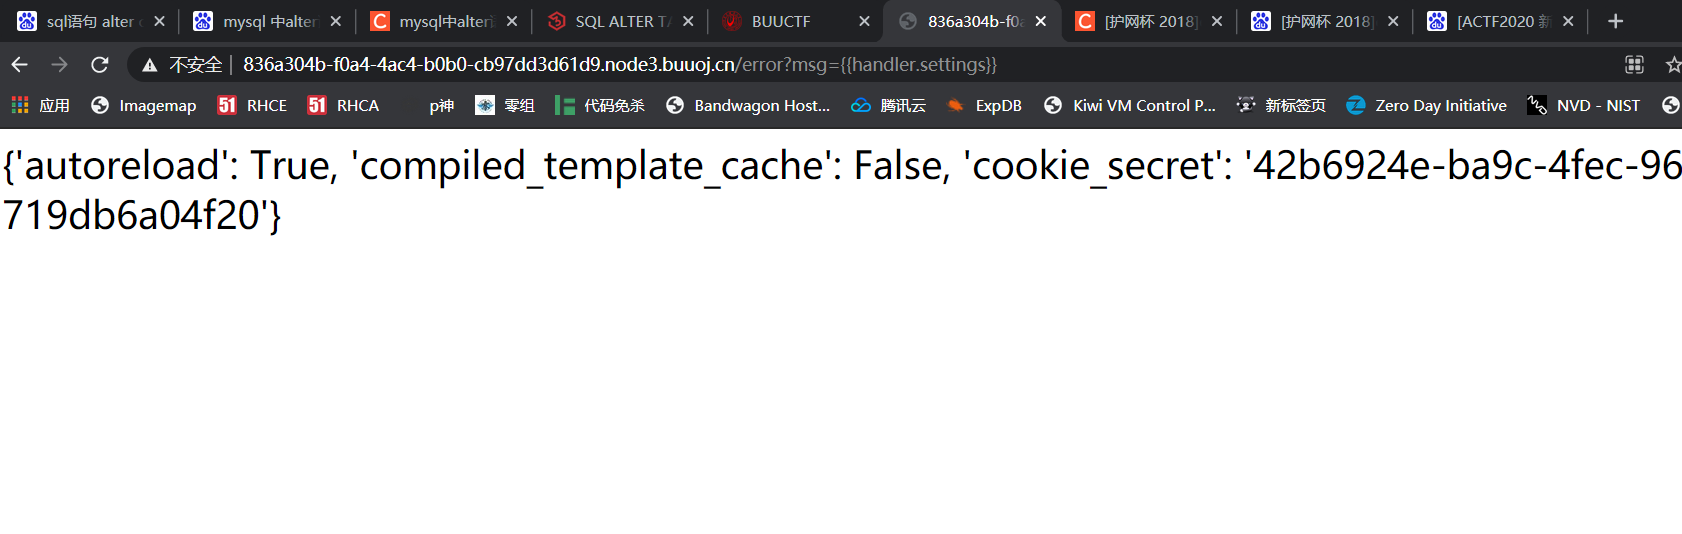 sql语句 alter
mysql 中alter
mysql中alter
SQL ALTER TA
BUUCTF
836a304b-f0a
[护网杯 2018]
[护网杯 2018]
[ACTF2020 新
不安全 | 836a304b-f0a4-4ac4-b0b0-cb97dd3d61d9.node3.buuoj.cn/error?msg={{handler.settings}}
应用 Imagemap RHCE RHCA p神 零组 代码免杀 Bandwagon Host... 腾讯云 ExpDB Kiwi VM Control P... 新标签页 Zero Day Initiative NVD - NIST
{'autoreload': True, 'compiled_template_cache': False, 'cookie_secret': '42b6924e-ba9c-4fec-96
719db6a04f20'}